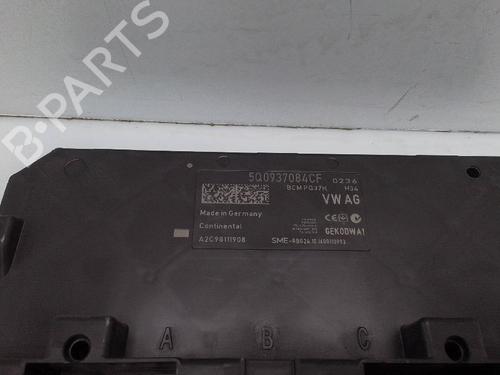 B-PARTS
5Q0937084CF 0236
BCM PQ37H H34
VW AG
Made in Germany
Continental
GEKODWA1
A2C98111908
A B C